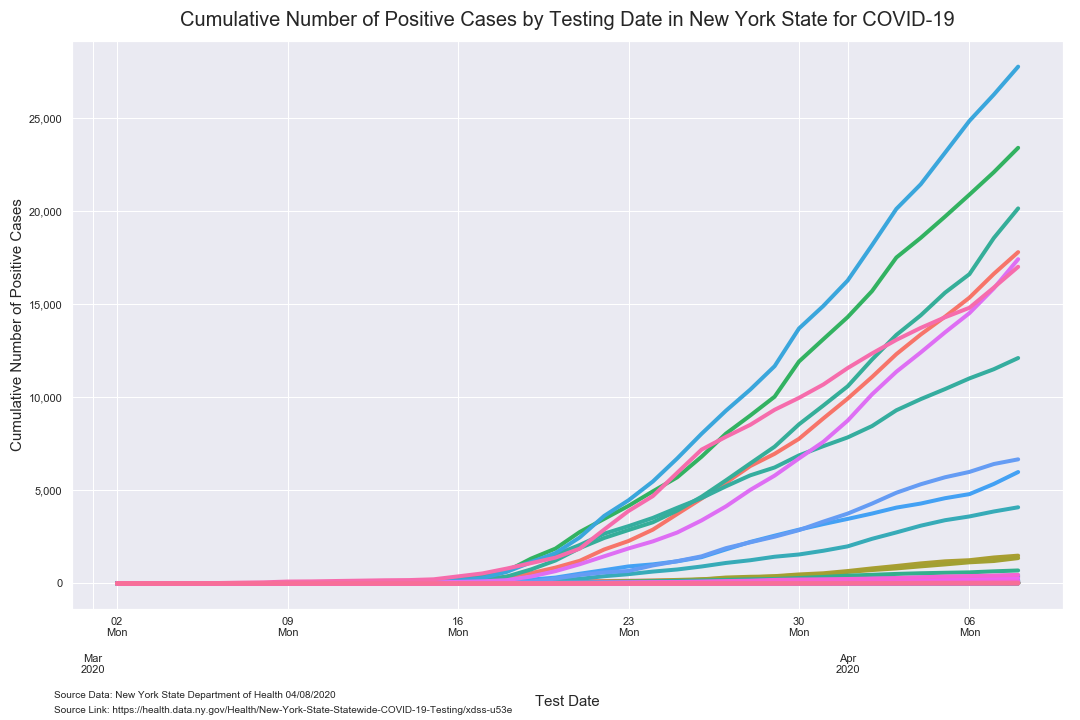 Cumulative Number of Positive Cases by Testing Date in New York State for COVID-19
Cumulative Number of Positive Cases
25,000
20,000
15,000
10,000
5,000
0
02
Mon
09
Mon
16
Mon
23
Mon
30
Mon
06
Mon
Mar
2020
Apr
2020
Test Date
Source Data: New York State Department of Health 04/08/2020
Source Link: https://health.data.ny.gov/Health/New-York-State-Statewide-COVID-19-Testing/xdss-u53e